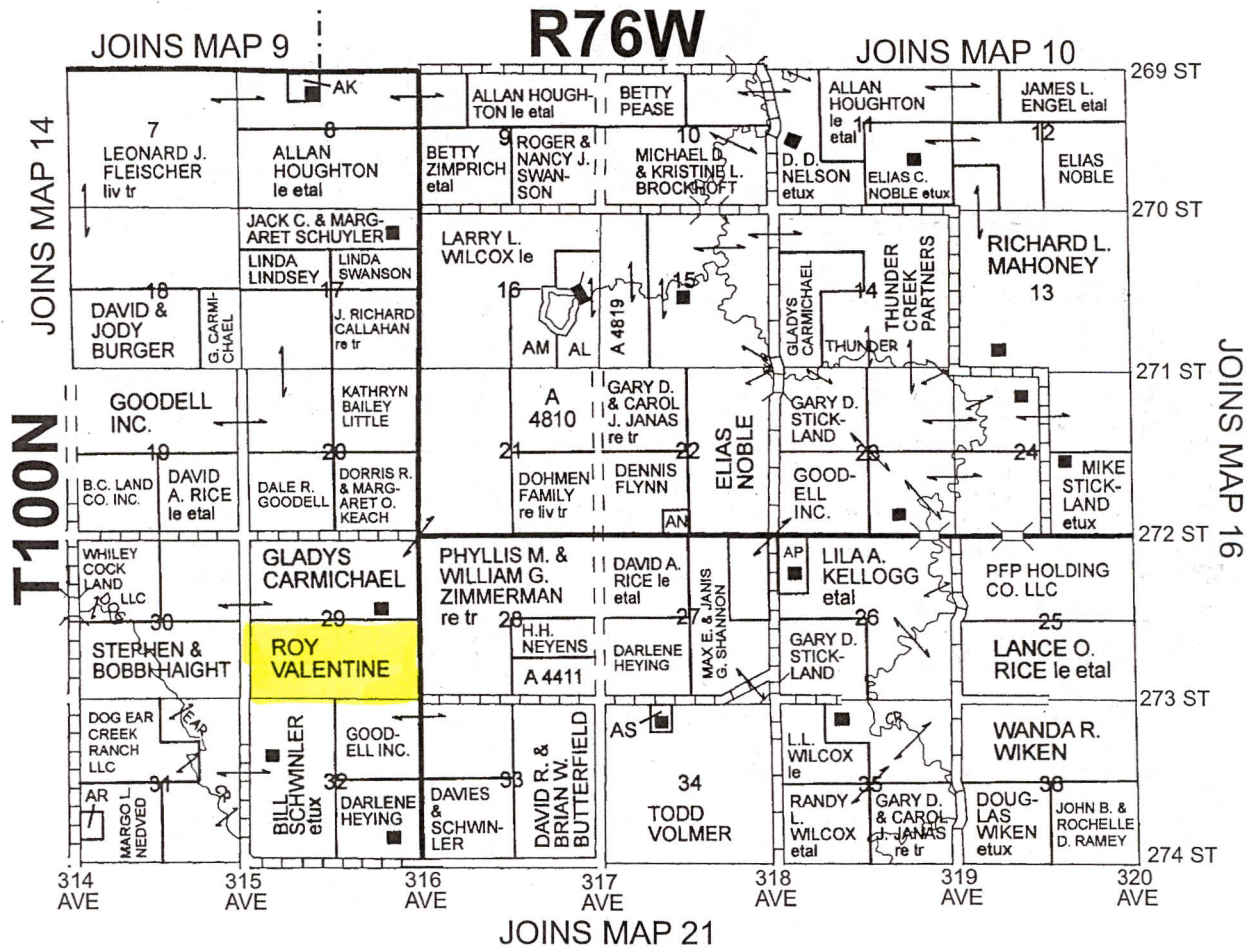 R76W
JOINS MAP 9
JOINS MAP 10
JOINS MAP 14
JOINS MAP 16
JOINS MAP 21
T100N
269 ST
270 ST
271 ST
272 ST
273 ST
274 ST
7
LEONARD J.
FLEISCHER
liv tr
AK
8
ALLAN
HOUGHTON
le etal
ALLAN HOUGH-
TON le etal
9
BETTY
ZIMPRICH
etal
ROGER &
NANCY J.
SWAN-
SON
BETTY
PEASE
10
MICHAEL D.
& KRISTINE L.
BROCKHOFT
ALLAN
HOUGHTON
le
etal
11
D. D.
NELSON
etux
ELIAS C.
NOBLE etux
JAMES L.
ENGEL etal
12
ELIAS
NOBLE
18
DAVID &
JODY
BURGER
G. CARMI-
CHAEL
JACK C. & MARG-
ARET SCHUYLER
LINDA
LINDSEY
LINDA
SWANSON
17
J. RICHARD
CALLAHAN
re tr
LARRY L.
WILCOX le
16
AM
AL
A 4819
15
GLADYS
CARMICHAEL
14
THUNDER
CREEK
PARTNERS
THUNDER
RICHARD L.
MAHONEY
13
GOODELL
INC.
19
B.C. LAND
CO. INC.
DAVID
A. RICE
le etal
KATHRYN
BAILEY
LITTLE
20
DALE R.
GOODELL
DORRIS R.
& MARG-
ARET O.
KEACH
A
4810
21
DOHMEN
FAMILY
re liv tr
GARY D.
& CAROL
J. JANAS
re tr
22
DENNIS
FLYNN
AN
ELIAS
NOBLE
GARY D.
STICK-
LAND
23
GOOD-
ELL
INC.
24
MIKE
STICK-
LAND
etux
WHILEY
COCK
LAND
LLC
DOG
30
STEPHEN &
BOBBI HAIGHT
GLADYS
CARMICHAEL
29
ROY
VALENTINE
PHYLLIS M. &
WILLIAM G.
ZIMMERMAN
re tr
28
H.H.
NEYENS
A 4411
DAVID A.
RICE le
etal
27
DARLENE
HEYING
MAX E. & JANIS
G. SHANNON
AP
LILA A.
KELLOGG
etal
26
GARY D.
STICK-
LAND
PFP HOLDING
CO. LLC
25
LANCE O.
RICE le etal
DOG EAR
CREEK
RANCH
LLC
EAR
31
AR
MARGO L.
NEDVED
CR
BILL
SCHWINLER
etux
GOOD-
ELL INC.
32
DARLENE
HEYING
33
DAVIES
&
SCHWIN-
LER
DAVID R. &
BRIAN W.
BUTTERFIELD
AS
34
TODD
VOLMER
L.L.
WILCOX
le
CR
35
RANDY
L.
WILCOX
etal
GARY D.
& CAROL
J. JANAS
re tr
WANDA R.
WIKEN
36
DOUG-
LAS
WIKEN
etux
JOHN B. &
ROCHELLE
D. RAMEY
314
AVE
315
AVE
316
AVE
317
AVE
318
AVE
319
AVE
320
AVE